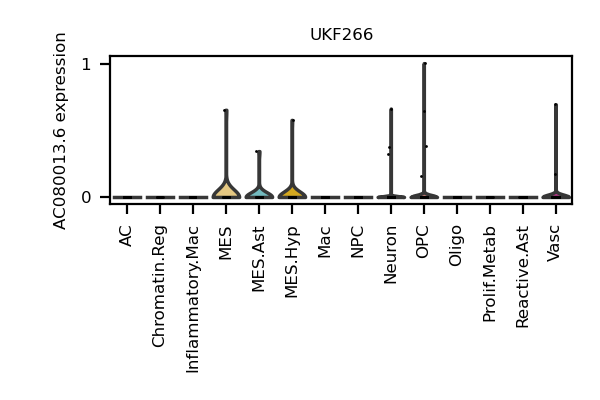 UKF266
AC080013.6 expression
1
0
AC
Chromatin.Reg
Inflammatory.Mac
MES
MES.Ast
MES.Hyp
Mac
NPC
Neuron
OPC
Oligo
Prolif.Metab
Reactive.Ast
Vasc